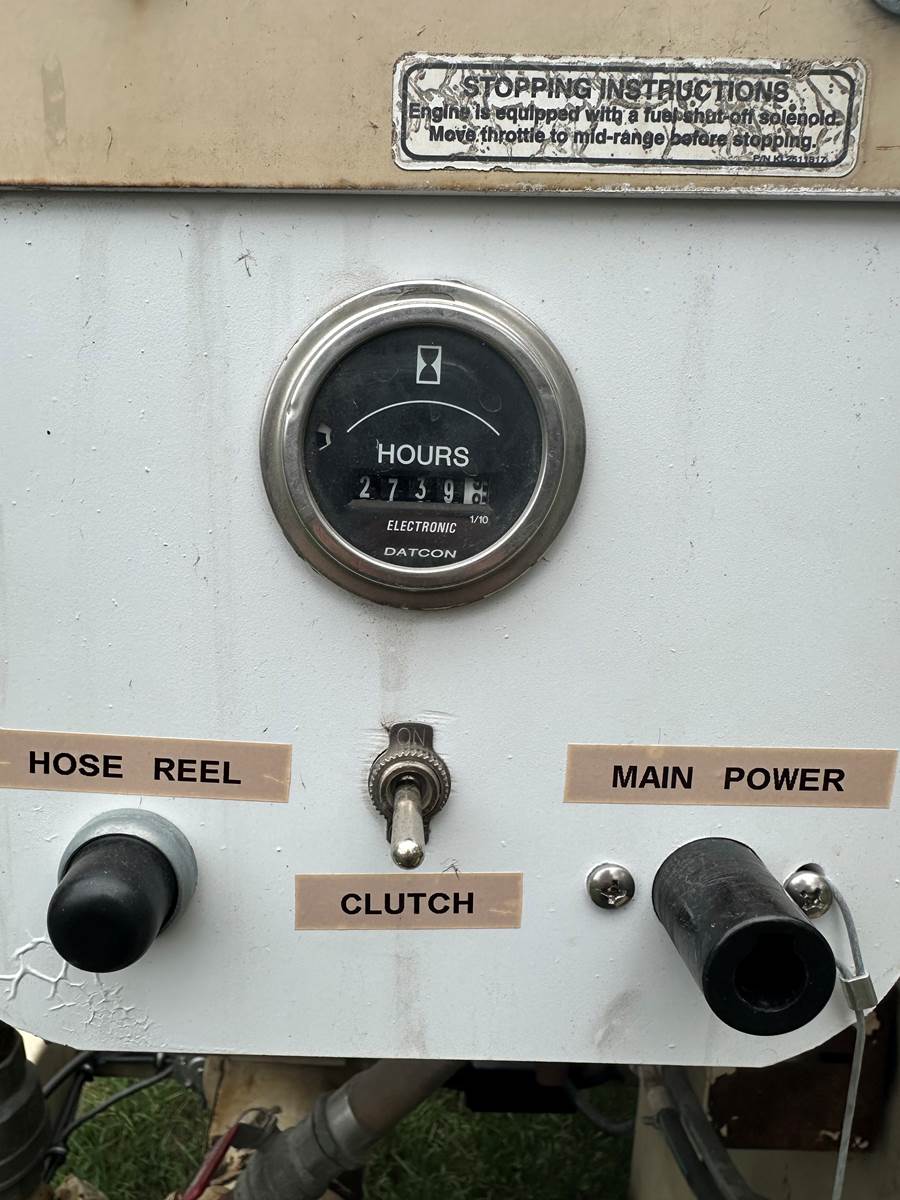 STOPPING INSTRUCTIONS
Engine is equipped with a fuel shut-off solenoid.
Move throttle to mid-range before stopping.
P/N
HOURS
2739
1/10
ELECTRONIC
DATCON
ON
HOSE REEL
MAIN POWER
CLUTCH